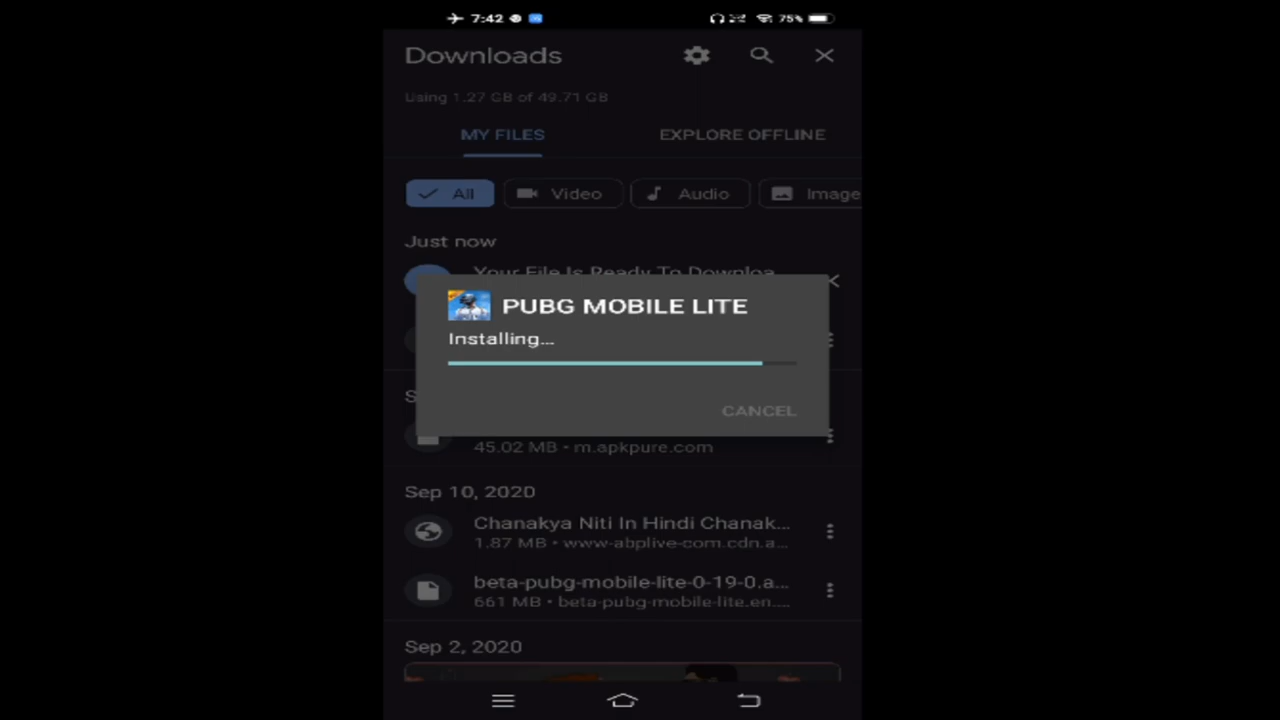 7:42
75%
Downloads
Using 1.27 GB of 49.71 GB
MY FILES
EXPLORE OFFLINE
All
Video
Audio
Image
Just now
Your File Is Ready To Downloa
PUBG MOBILE LITE
Installing...
CANCEL
S
45.02 MB • m.apkpure.com
Sep 10, 2020
Chanakya Niti In Hindi Chanak...
1.87 MB • www-abplive-com.cdn.a...
beta-pubg-mobile-lite-0-19-0.a...
661 MB • beta-pubg-mobile-lite.en....
Sep 2, 2020